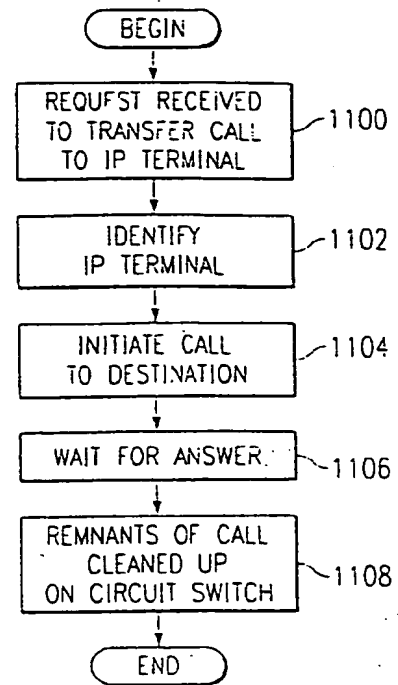 BEGIN
REQUEST RECEIVED
TO TRANSFER CALL
TO IP TERMINAL
1100
IDENTIFY
IP TERMINAL
1102
INITIATE CALL
TO DESTINATION
1104
WAIT FOR ANSWER.
1106
REMNANTS OF CALL
CLEANED UP
ON CIRCUIT SWITCH
1108
END